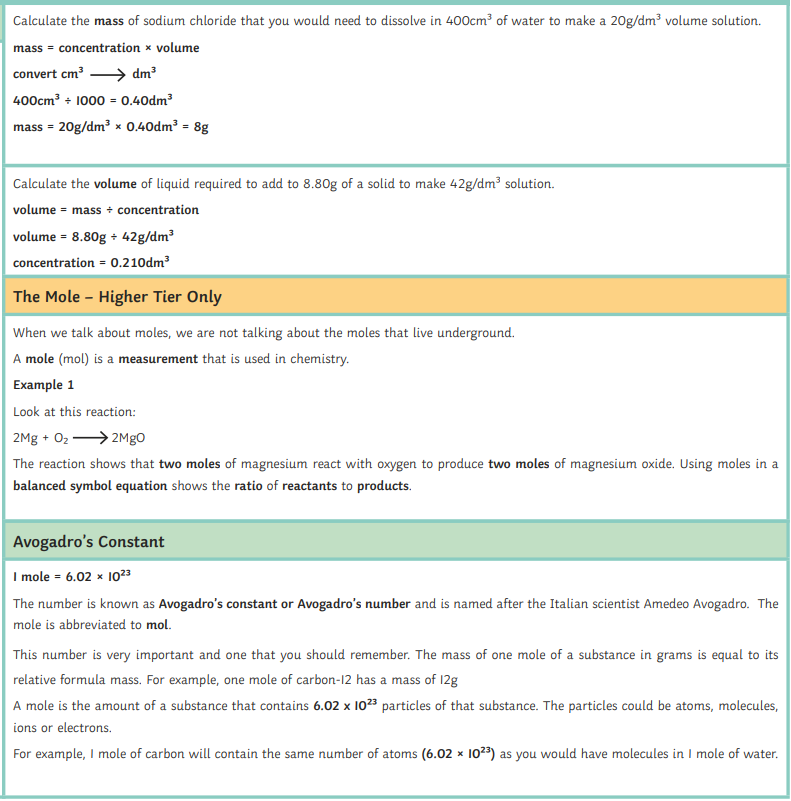 Calculate the mass of sodium chloride that you would need to dissolve in 400cm³ of water to make a 20g/dm³ volume solution.
mass = concentration × volume
convert cm³ ⟶ dm³
400cm³ ÷ 1000 = 0.40dm³
mass = 20g/dm³ × 0.40dm³ = 8g
Calculate the volume of liquid required to add to 8.80g of a solid to make 42g/dm³ solution.
volume = mass ÷ concentration
volume = 8.80g ÷ 42g/dm³
concentration = 0.210dm³
The Mole – Higher Tier Only
When we talk about moles, we are not talking about the moles that live underground.
A mole (mol) is a measurement that is used in chemistry.
Example 1
Look at this reaction:
2Mg + O₂ ⟶ 2MgO
The reaction shows that two moles of magnesium react with oxygen to produce two moles of magnesium oxide. Using moles in a
balanced symbol equation shows the ratio of reactants to products.
Avogadro's Constant
1 mole = 6.02 × 10²³
The number is known as Avogadro's constant or Avogadro's number and is named after the Italian scientist Amedeo Avogadro. The
mole is abbreviated to mol.
This number is very important and one that you should remember. The mass of one mole of a substance in grams is equal to its
relative formula mass. For example, one mole of carbon-12 has a mass of 12g
A mole is the amount of a substance that contains 6.02 x 10²³ particles of that substance. The particles could be atoms, molecules,
ions or electrons.
For example, 1 mole of carbon will contain the same number of atoms (6.02 × 10²³) as you would have molecules in 1 mole of water.